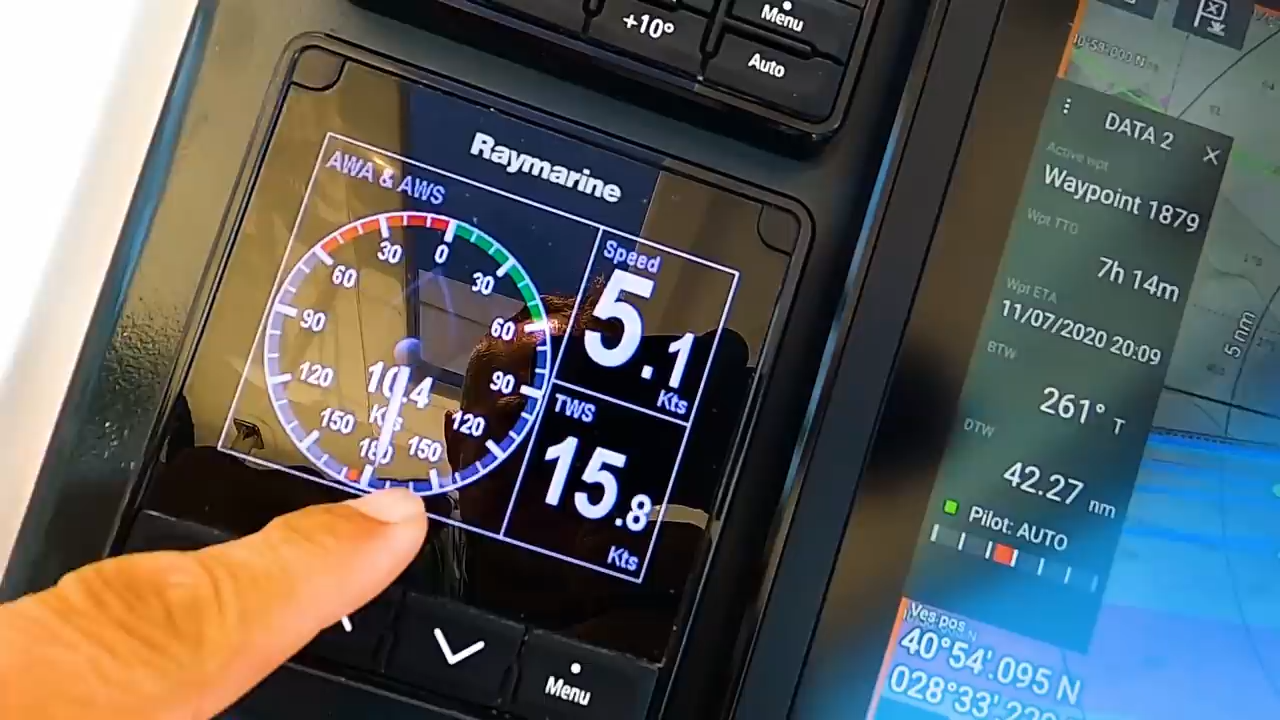 +10°
Menu
Auto
Raymarine
AWA & AWS
30 0 30
60 60
90 90
120 120
150 180 150
10.4
Speed
5.1
Kts
TWS
15.8
Kts
Menu
DATA 2
Active wpt
Waypoint 1879
Wpt TTG
7h 14m
Wpt ETA
11/07/2020 20:09
BTW
261° T
DTW
42.27 nm
Pilot: AUTO
Ves pos
40°54'.095 N
5 nm